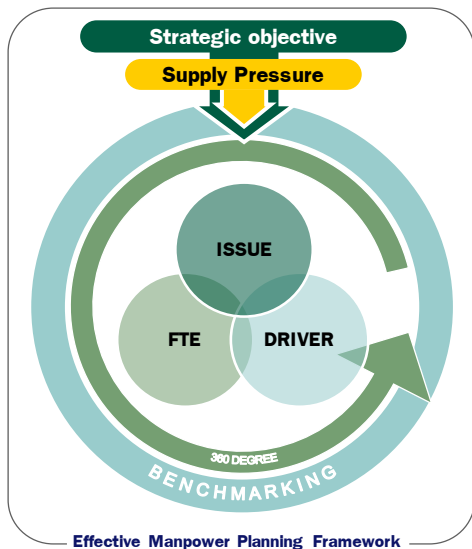 Strategic objective
Supply Pressure
ISSUE
FTE
DRIVER
360 DEGREE
BENCHMARKING
Effective Manpower Planning Framework